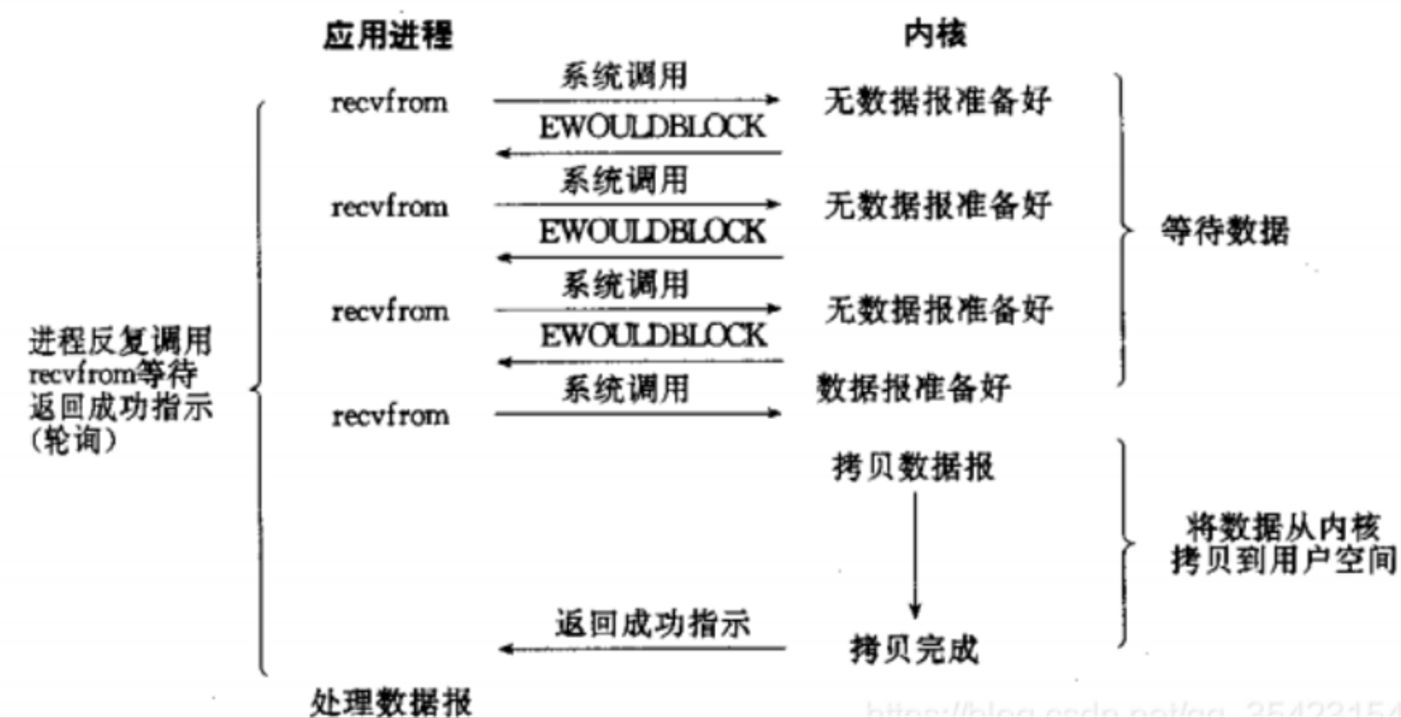 应用进程
内核
系统调用
recvfrom
无数据报准备好
EWOULDBLOCK
系统调用
recvfrom
无数据报准备好
EWOULDBLOCK
等待数据
系统调用
recvfrom
无数据报准备好
进程反复调用
recvfrom等待
返回成功指示
(轮询)
EWOULDBLOCK
系统调用
数据报准备好
recvfrom
拷贝数据报
将数据从内核
拷贝到用户空间
返回成功指示
拷贝完成
处理数据报